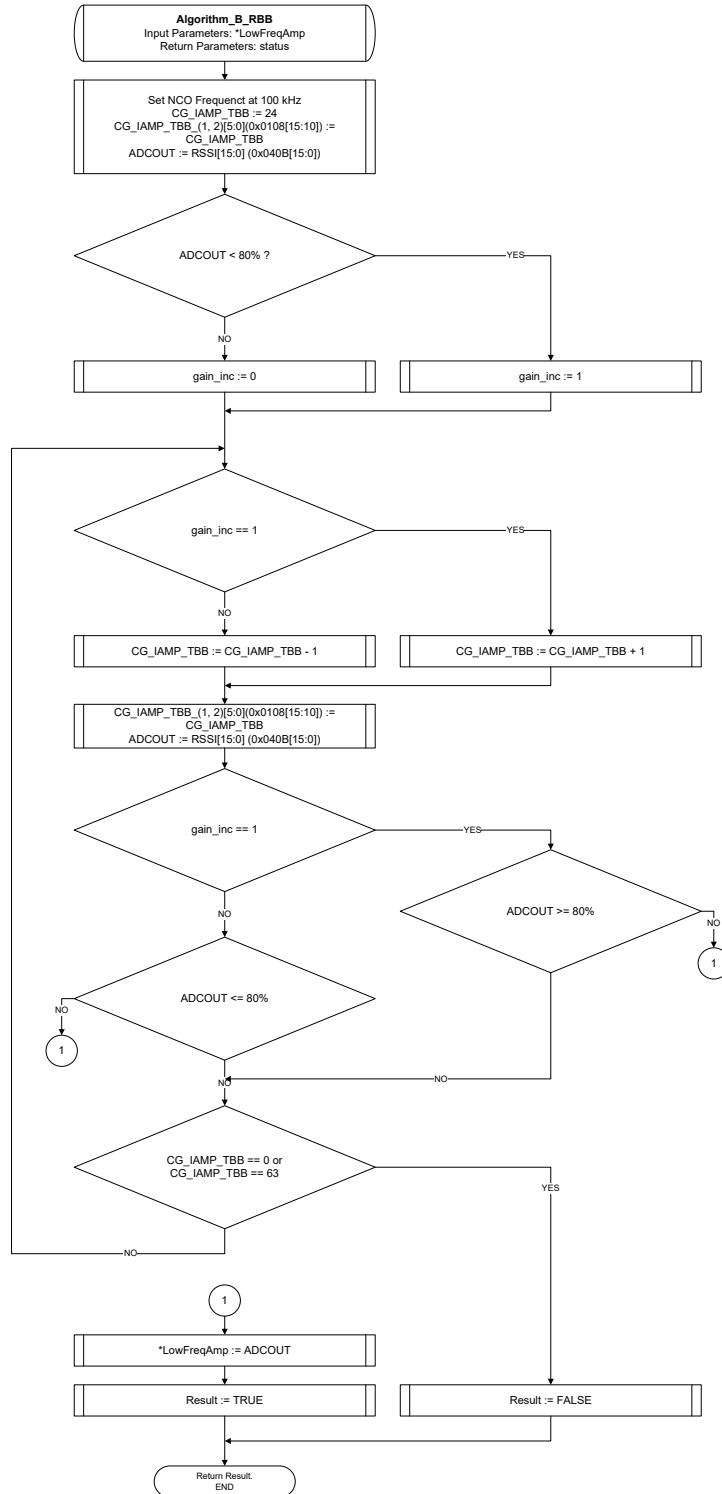 Algorithm_B_RBB
Input Parameters: *LowFreqAmp
Return Parameters: status
Set NCO Frequenct at 100 kHz
CG_IAMP_TBB := 24
CG_IAMP_TBB_(1, 2)[5:0](0x0108[15:10]) :=
CG_IAMP_TBB
ADCOUT := RSSI[15:0] (0x040B[15:0])
ADCOUT < 80% ?
YES
NO
gain_inc := 0
gain_inc := 1
gain_inc == 1
YES
NO
CG_IAMP_TBB := CG_IAMP_TBB - 1
CG_IAMP_TBB := CG_IAMP_TBB + 1
CG_IAMP_TBB_(1, 2)[5:0](0x0108[15:10]) :=
CG_IAMP_TBB
ADCOUT := RSSI[15:0] (0x040B[15:0])
gain_inc == 1
YES
NO
ADCOUT >= 80%
NO
1
ADCOUT <= 80%
NO
1
NO
NO
CG_IAMP_TBB == 0 or
CG_IAMP_TBB == 63
YES
NO
1
*LowFreqAmp := ADCOUT
Result := TRUE
Result := FALSE
Return Result.
END